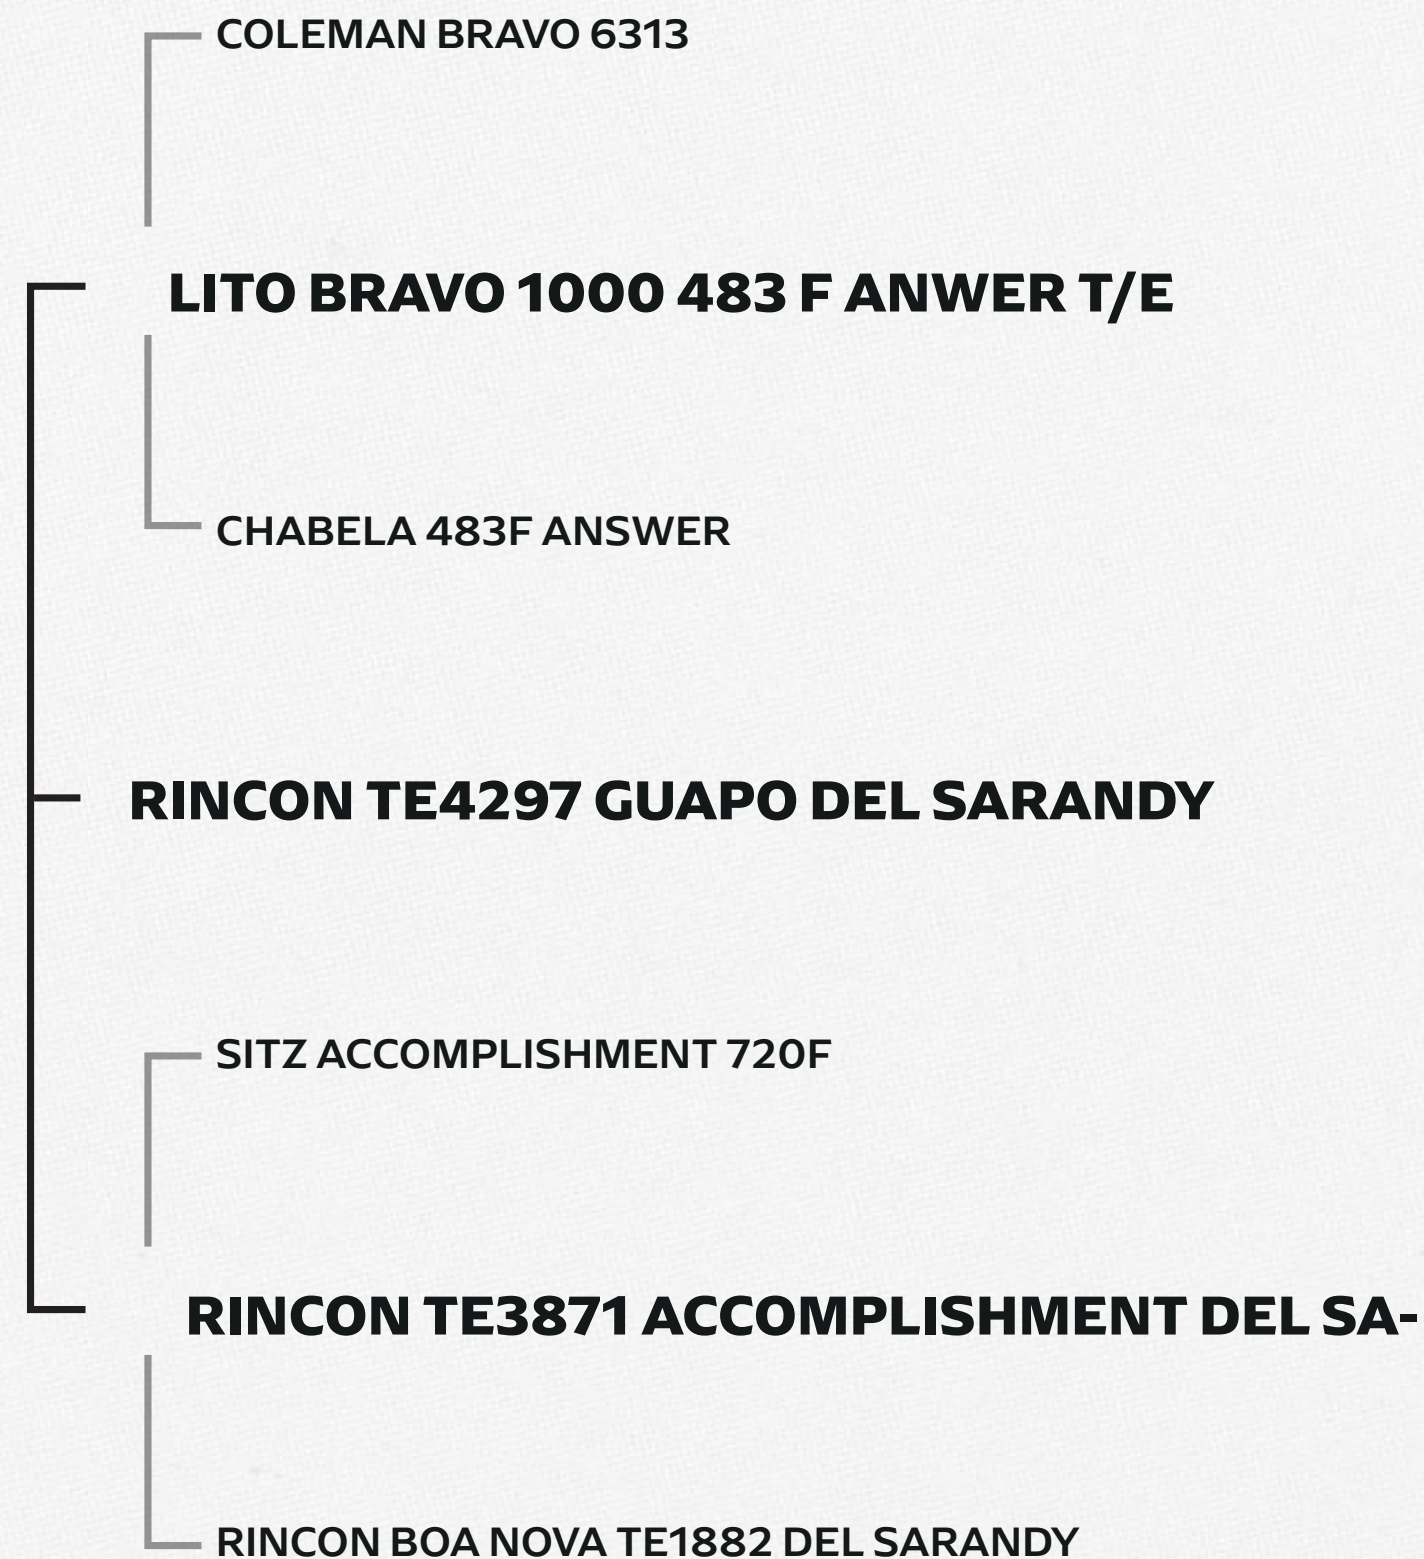 COLEMAN BRAVO 6313
LITO BRAVO 1000 483 F ANWER T/E
CHABELA 483F ANSWER
RINCON TE4297 GUAPO DEL SARANDY
SITZ ACCOMPLISHMENT 720F
RINCON TE3871 ACCOMPLISHMENT DEL SA-
RINCON BOA NOVA TE1882 DEL SARANDY